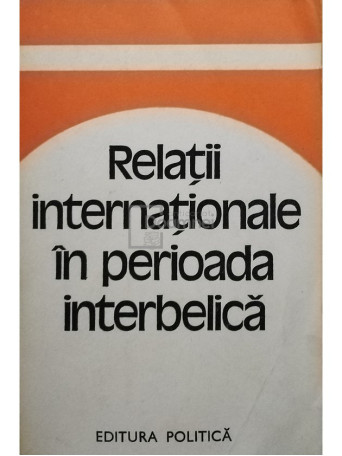 Relații
internaționale
în perioada
interbelică
EDITURA POLITICĂ